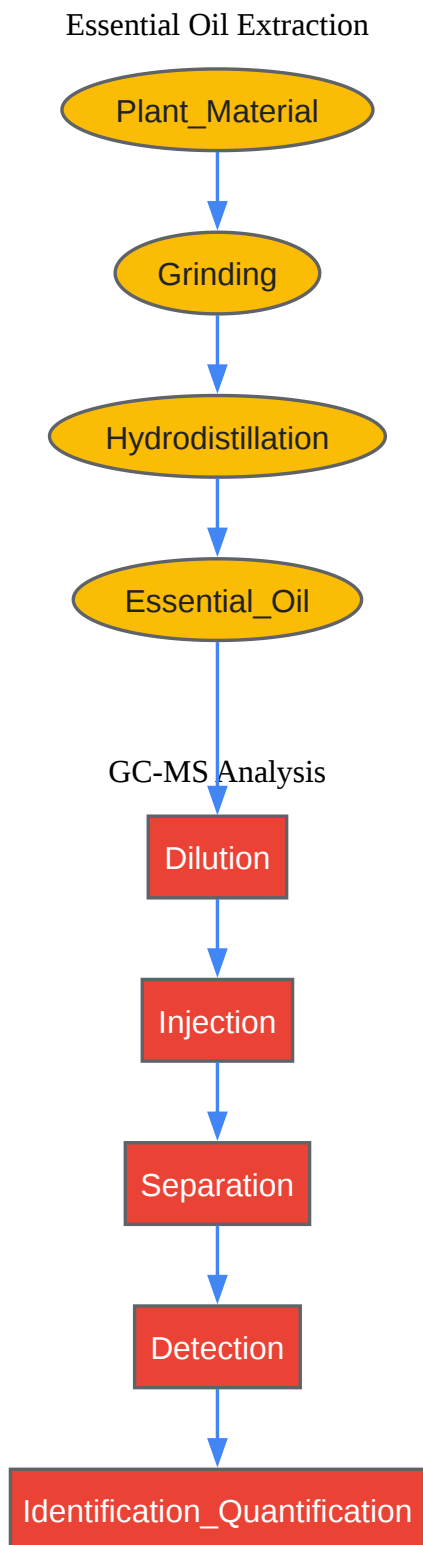 Essential Oil Extraction
Plant_Material
Grinding
Hydrodistillation
Essential_Oil
GC-MS Analysis
Dilution
Injection
Separation
Detection
Identification_Quantification